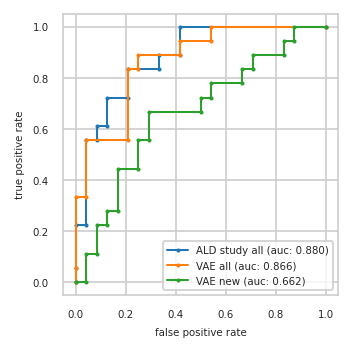 1.0
0.8
0.6
0.4
0.2
0.0
true positive rate
ALD study all (auc: 0.880)
VAE all (auc: 0.866)
VAE new (auc: 0.662)
0.0 0.2 0.4 0.6 0.8 1.0
false positive rate